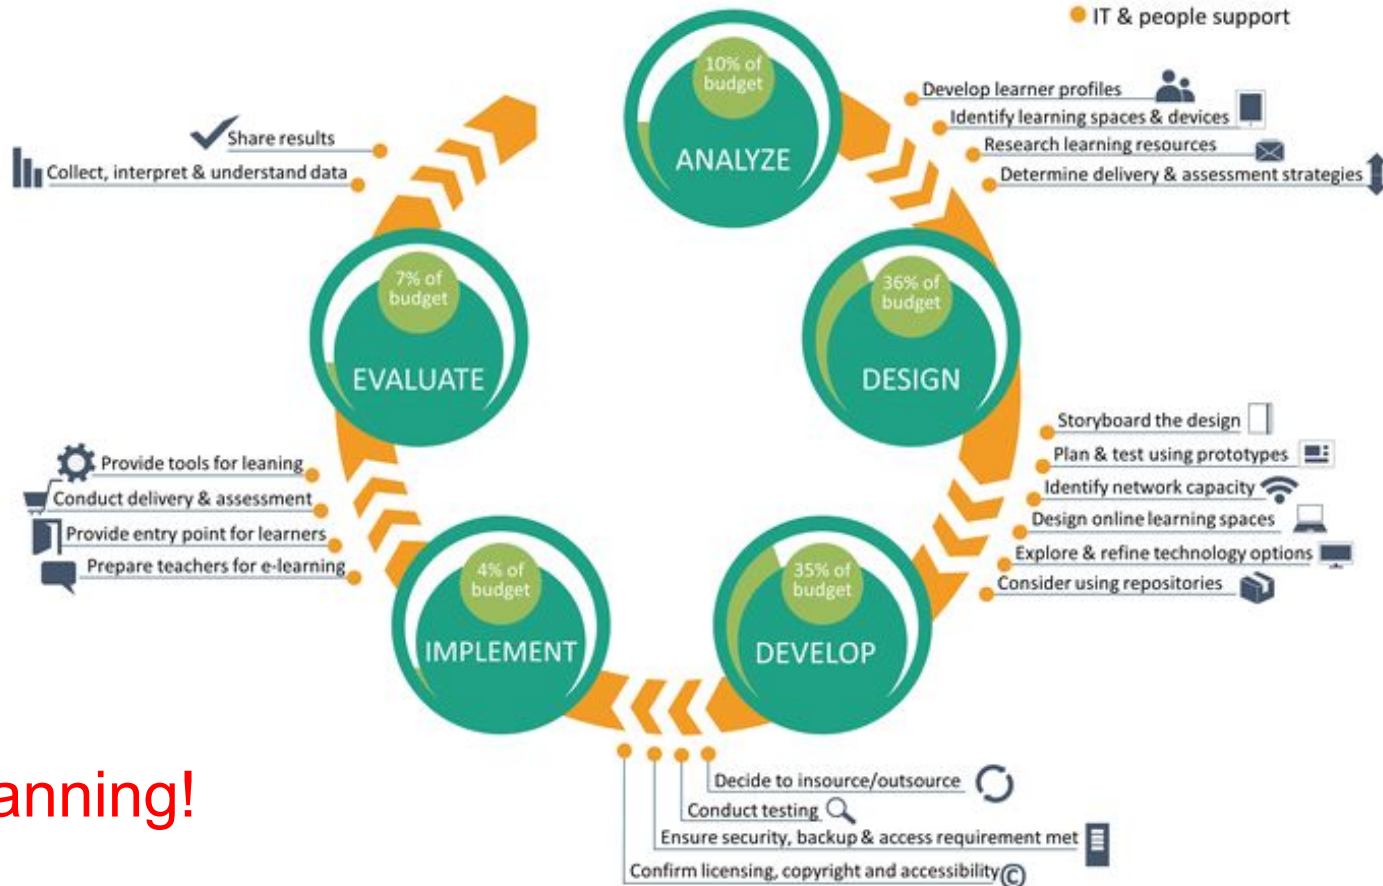 IT & people support
10% of
budget
ANALYZE
Develop learner profiles
Identify learning spaces & devices
Research learning resources
Determine delivery & assessment strategies
36% of
budget
DESIGN
Storyboard the design
Plan & test using prototypes
Identify network capacity
Design online learning spaces
Explore & refine technology options
Consider using repositories
35% of
budget
DEVELOP
Decide to insource/outsource
Conduct testing
Ensure security, backup & access requirement met
Confirm licensing, copyright and accessibility
©
4% of
budget
IMPLEMENT
Provide tools for leaning
Conduct delivery & assessment
Provide entry point for learners
Prepare teachers for e-learning
7% of
budget
EVALUATE
Share results
Collect, interpret & understand data
anning!